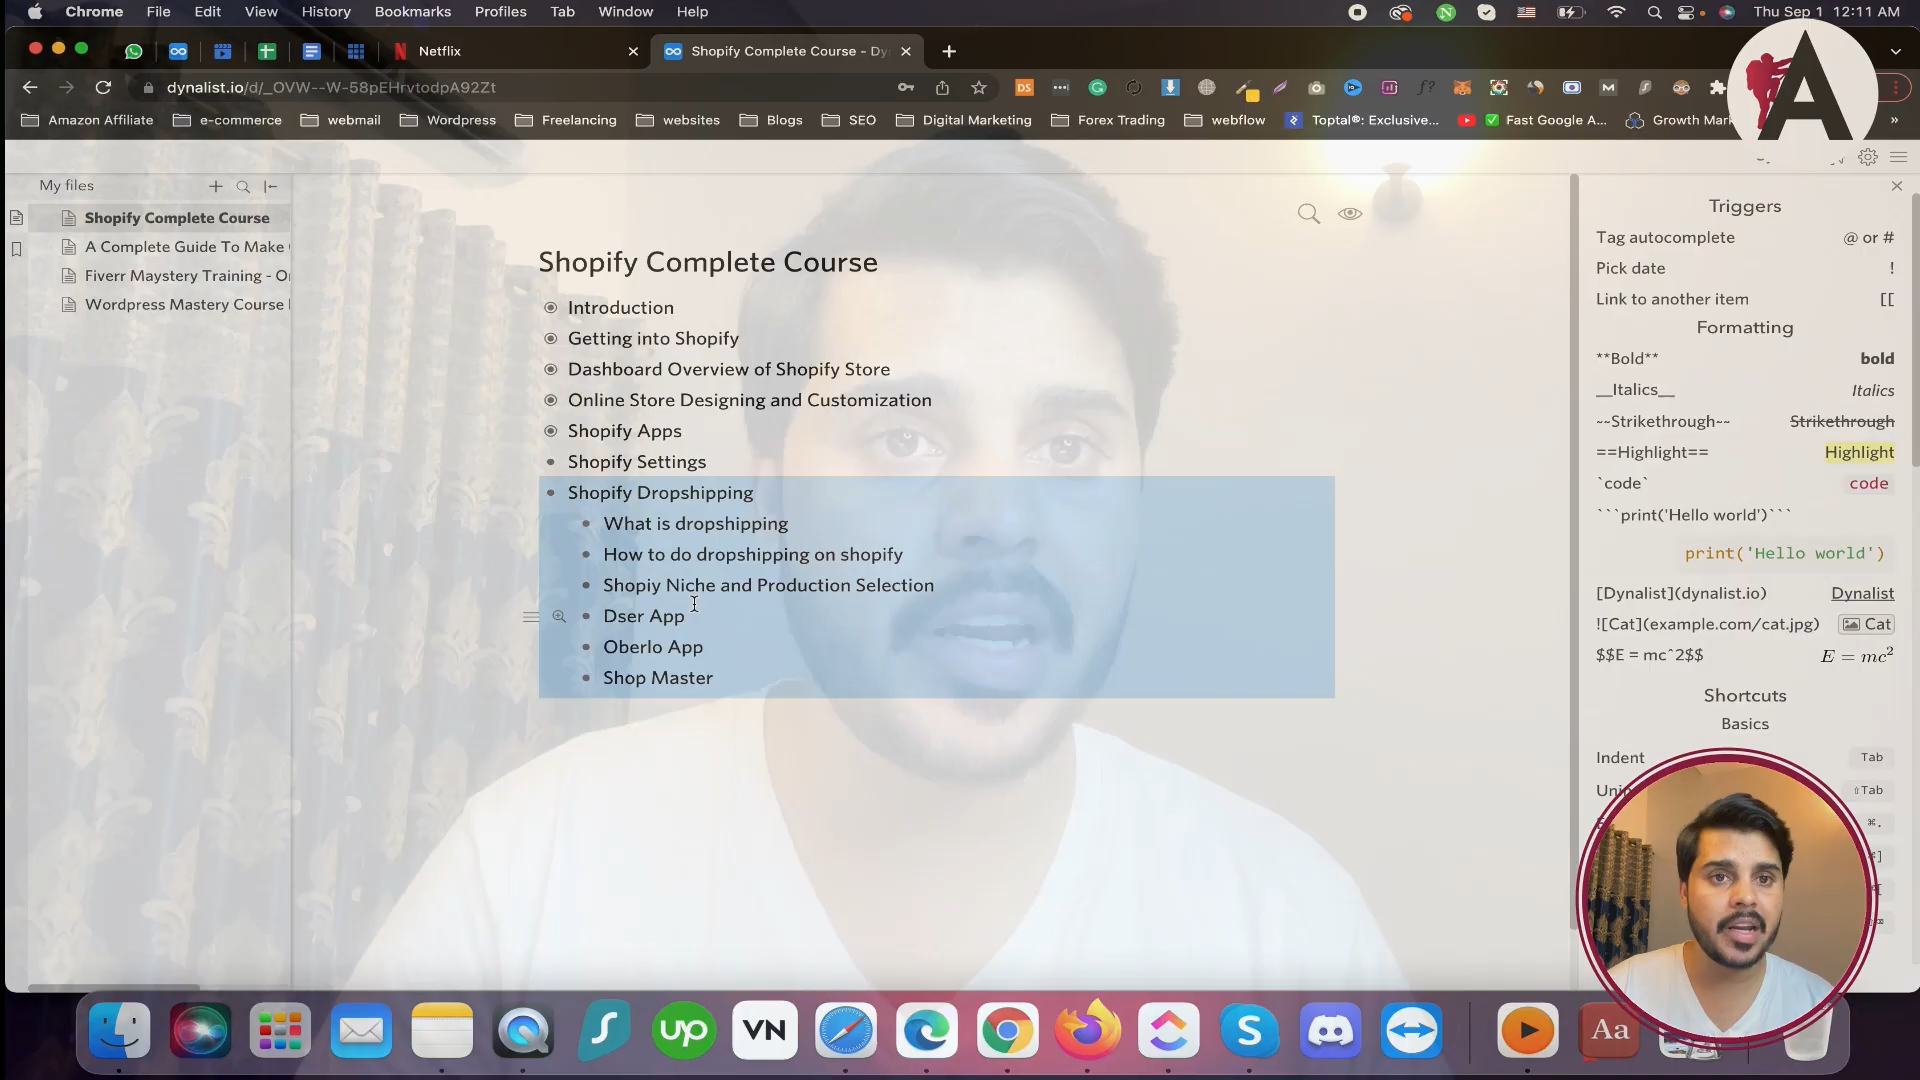 Chrome File Edit View History Bookmarks Profiles Tab Window Help Thu Sep 1 12:11 AM
Netflix Shopify Complete Course - Dy
dynalist.io/d/_OVW--W-58pEHrvtodpA92Zt
Amazon Affiliate e-commerce webmail Wordpress Freelancing websites Blogs SEO Digital Marketing Forex Trading webflow Toptal®: Exclusive... Fast Google A... Growth Mar
A
My files
Shopify Complete Course
A Complete Guide To Make
Fiverr Maystery Training - On
Wordpress Mastery Course
Shopify Complete Course
Introduction
Getting into Shopify
Dashboard Overview of Shopify Store
Online Store Designing and Customization
Shopify Apps
Shopify Settings
Shopify Dropshipping
What is dropshipping
How to do dropshipping on shopify
Shopiy Niche and Production Selection
Dser App
Oberlo App
Shop Master
Triggers
Tag autocomplete @ or #
Pick date !
Link to another item [[
Formatting
**Bold** bold
__Italics__ Italics
~~Strikethrough~~ Strikethrough
==Highlight== Highlight
`code` code
```print('Hello world')```
print('Hello world')
[Dynalist](dynalist.io) Dynalist
![Cat](example.com/cat.jpg) Cat
$$E = mc^2$$ E = mc²
Shortcuts
Basics
Indent Tab
⇧Tab
up VN Aa